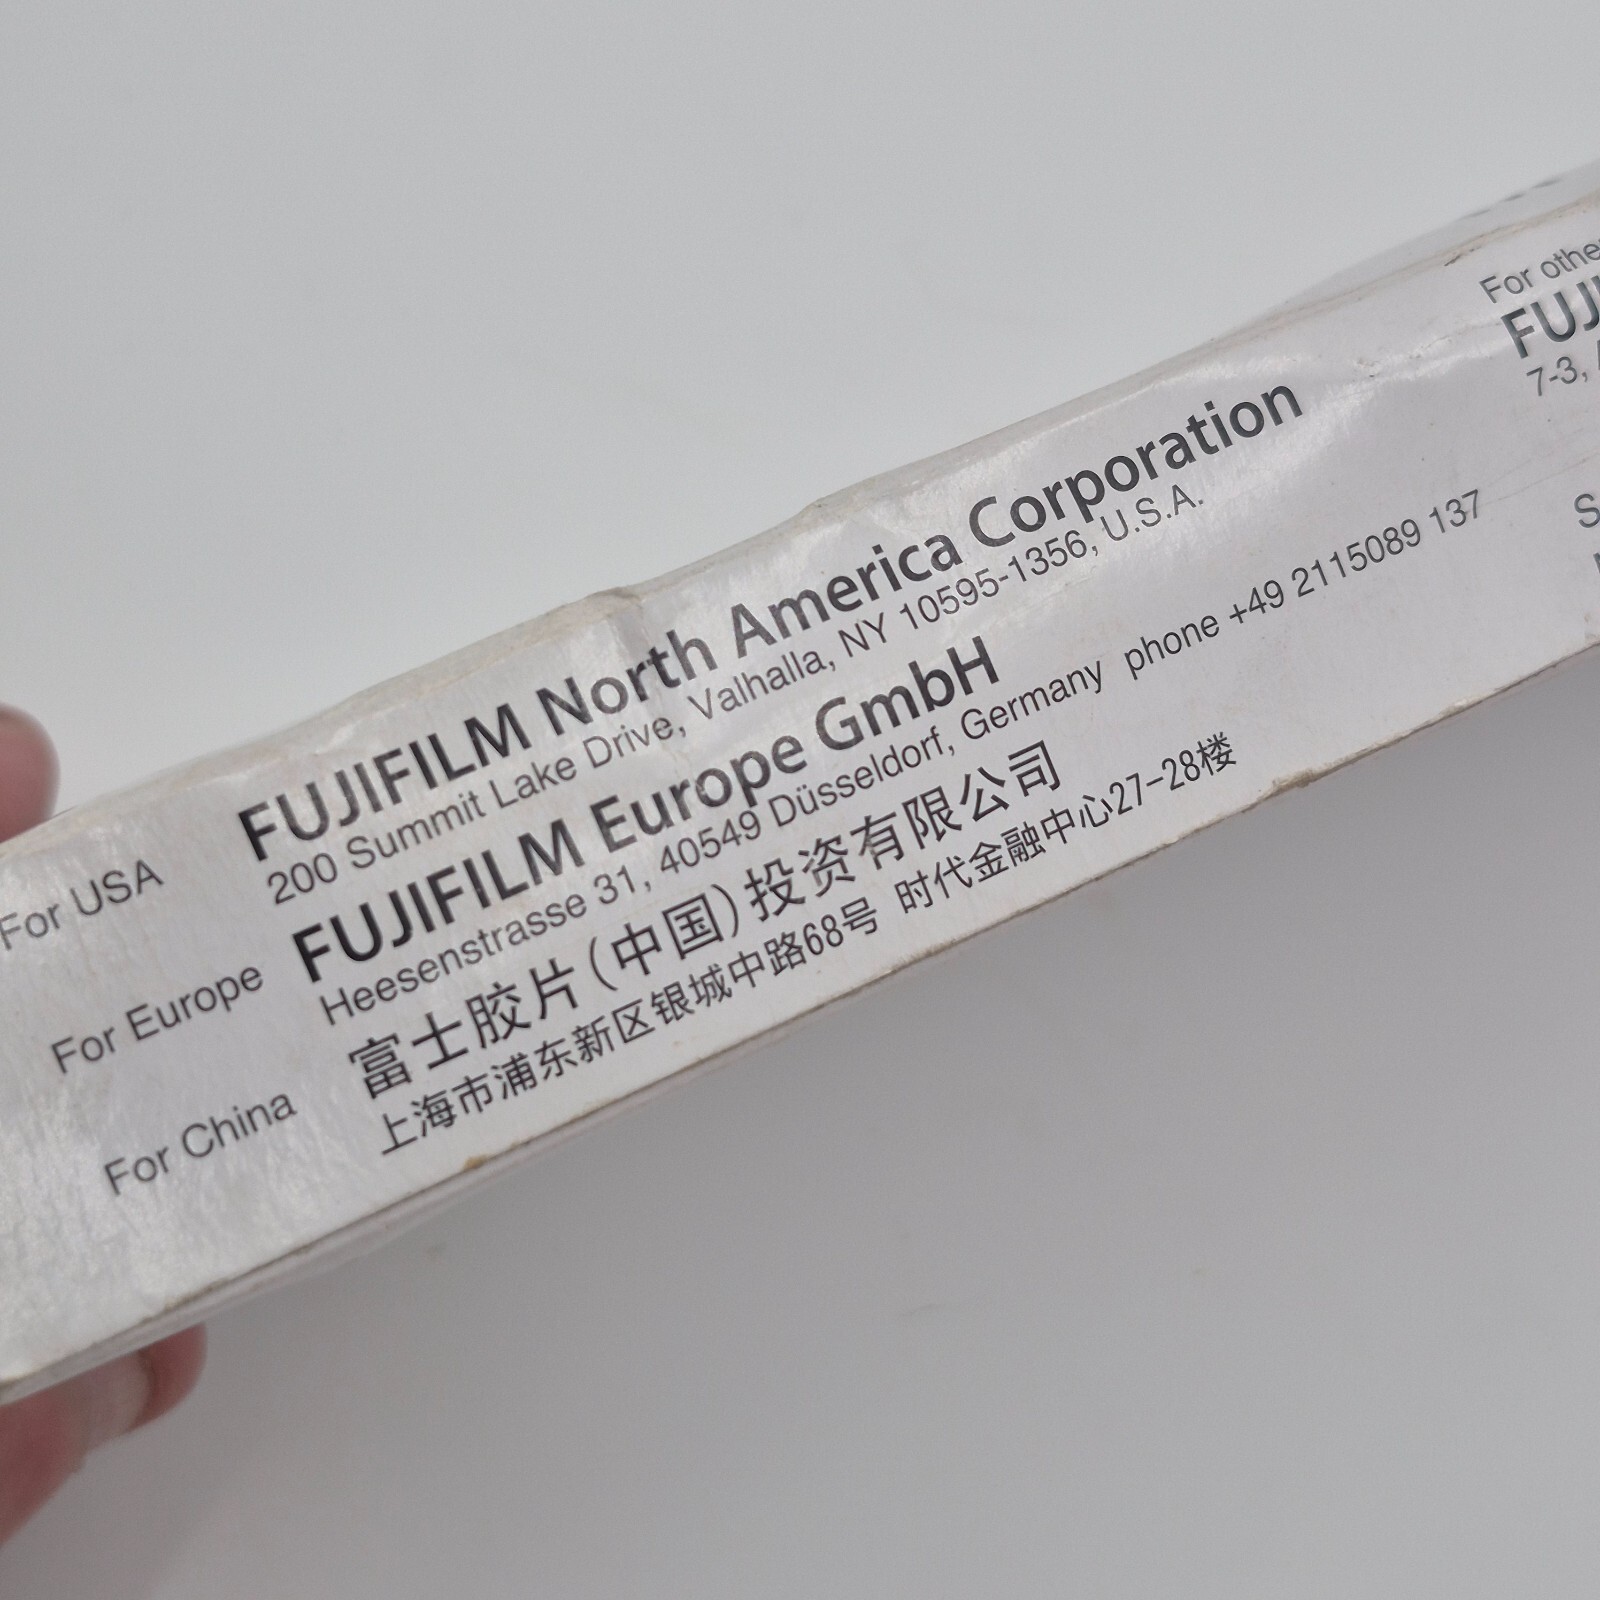 For USA FUJIFILM North America Corporation
200 Summit Lake Drive, Valhalla, NY 10595-1356, U.S.A.
For Europe FUJIFILM Europe GmbH
Heesenstrasse 31, 40549 Düsseldorf, Germany phone +49 2115089 137
For China 富士胶片(中国)投资有限公司
上海市浦东新区银城中路68号 时代金融中心27-28楼
For othe
FUJI
7-3,